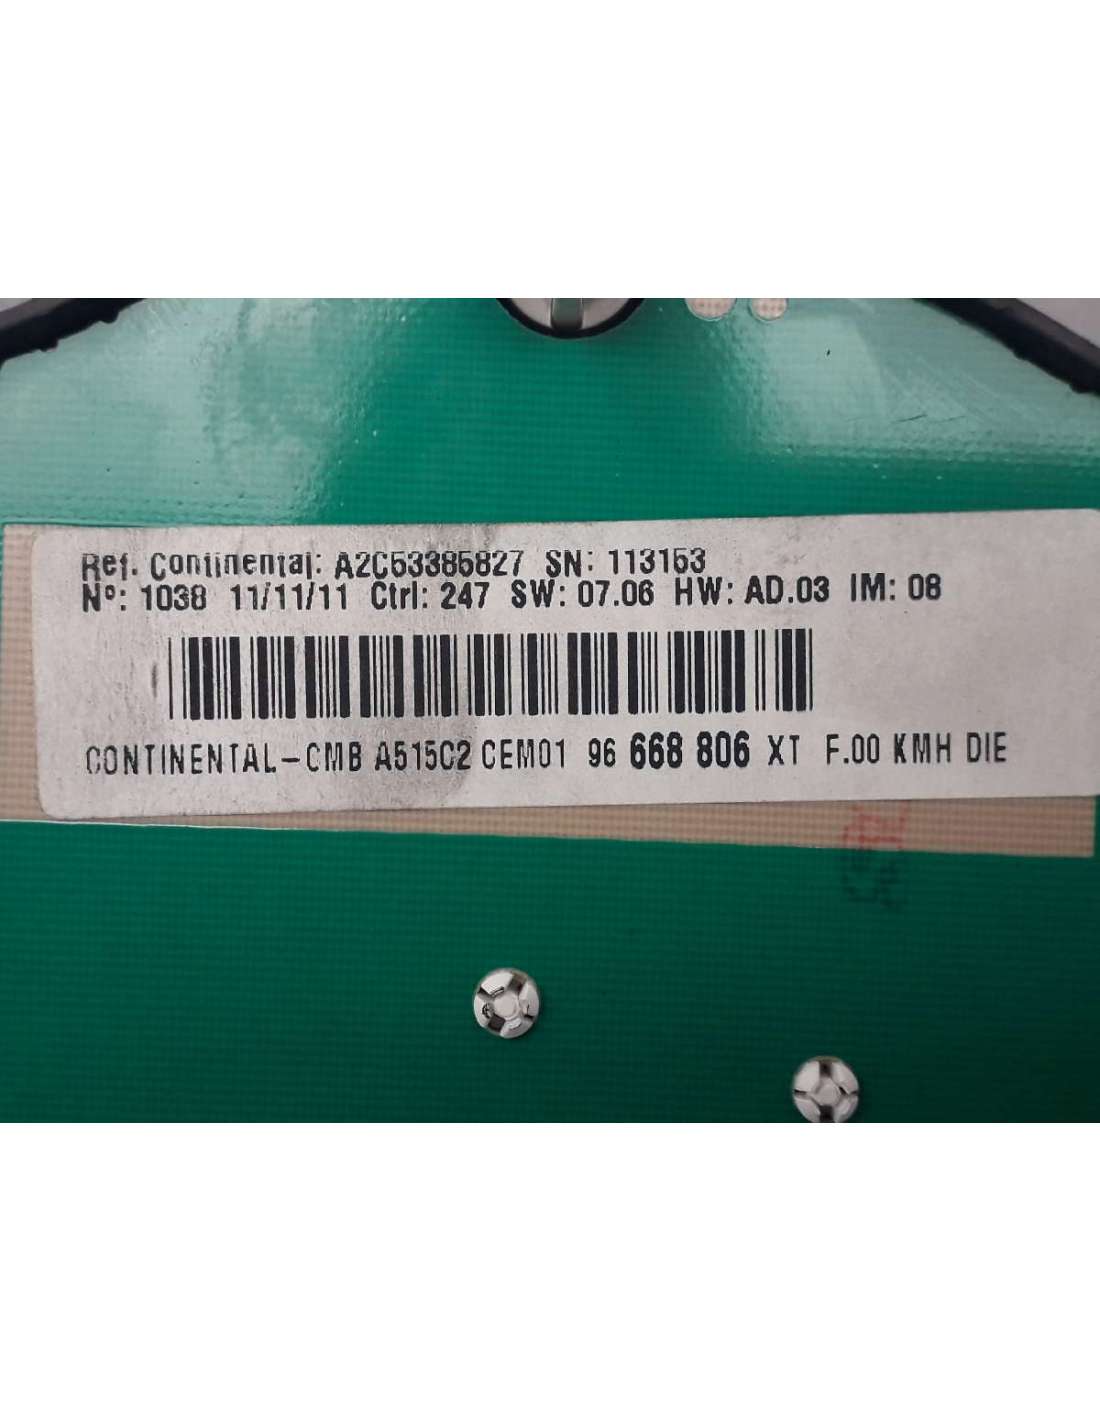 Ref. Continental: A2C53385827 SN: 113153
Nº: 1038 11/11/11 Ctrl: 247 SW: 07.06 HW: AD.03 IM: 08
CONTINENTAL-CMB A515C2 CEM01 96 668 806 XT F.00 KMH DIE